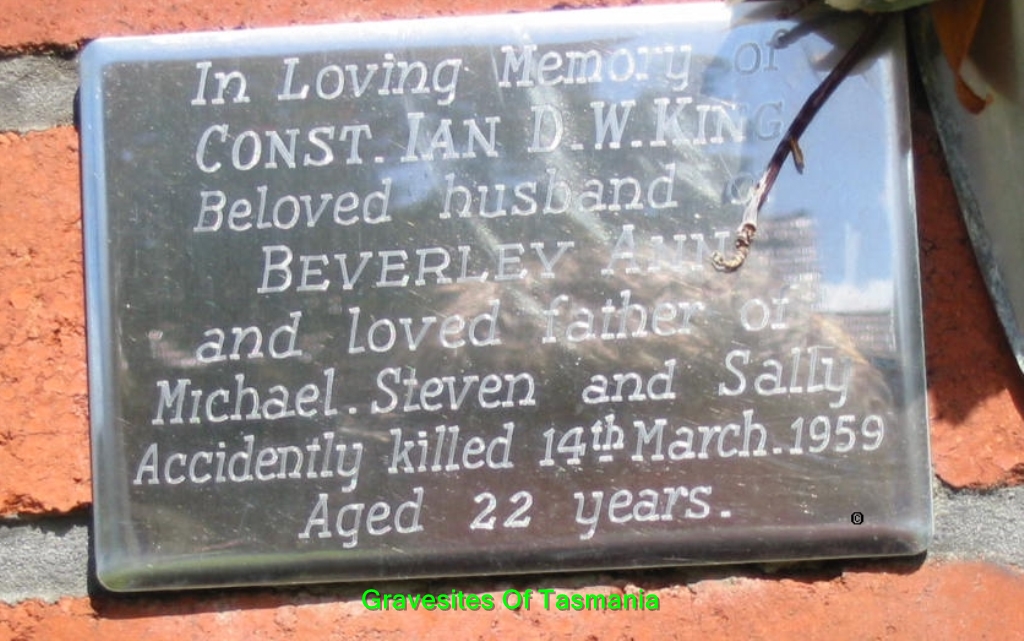 In Loving Memory of
CONST. IAN D.W. KING
Beloved husband of
BEVERLEY ANN
and loved father of
Michael. Steven and Sally
Accidently killed 14th March. 1959
Aged 22 years.
©
Gravesites Of Tasmania